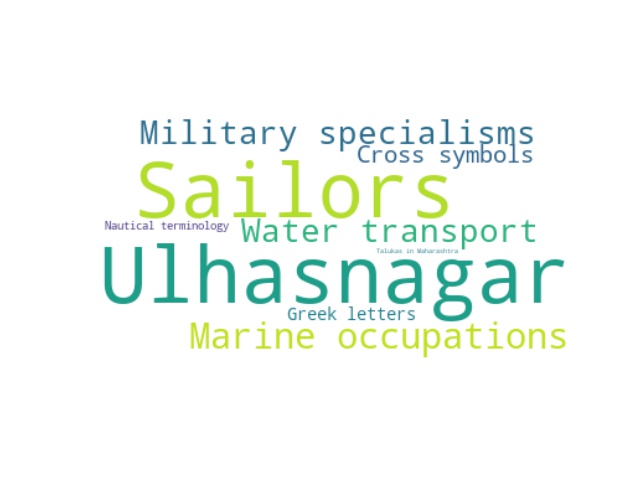 Military specialisms
Cross symbols
Sailors
Nautical terminology
Water transport
Talukas in Maharashtra
Ulhasnagar
Greek letters
Marine occupations